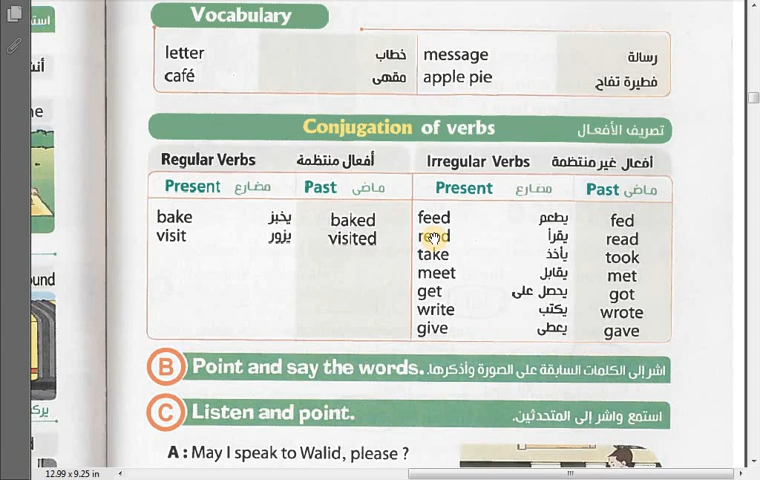 Vocabulary
letter خطاب message رسالة
café مقهى apple pie فطيرة تفاح
Conjugation of verbs تصريف الأفعال
Regular Verbs أفعال منتظمة Irregular Verbs أفعال غير منتظمة
Present مضارع Past ماضى Present مضارع Past ماضى
bake يخبز baked feed يطعم fed
visit يزور visited read يقرأ read
take يأخذ took
meet يقابل met
get يحصل على got
write يكتب wrote
give يعطى gave
B Point and say the words. اشر إلى الكلمات السابقة على الصورة وأذكرها.
C Listen and point. استمع واشر إلى المتحدثين.
A : May I speak to Walid, please ?
12.99 x 9.25 in